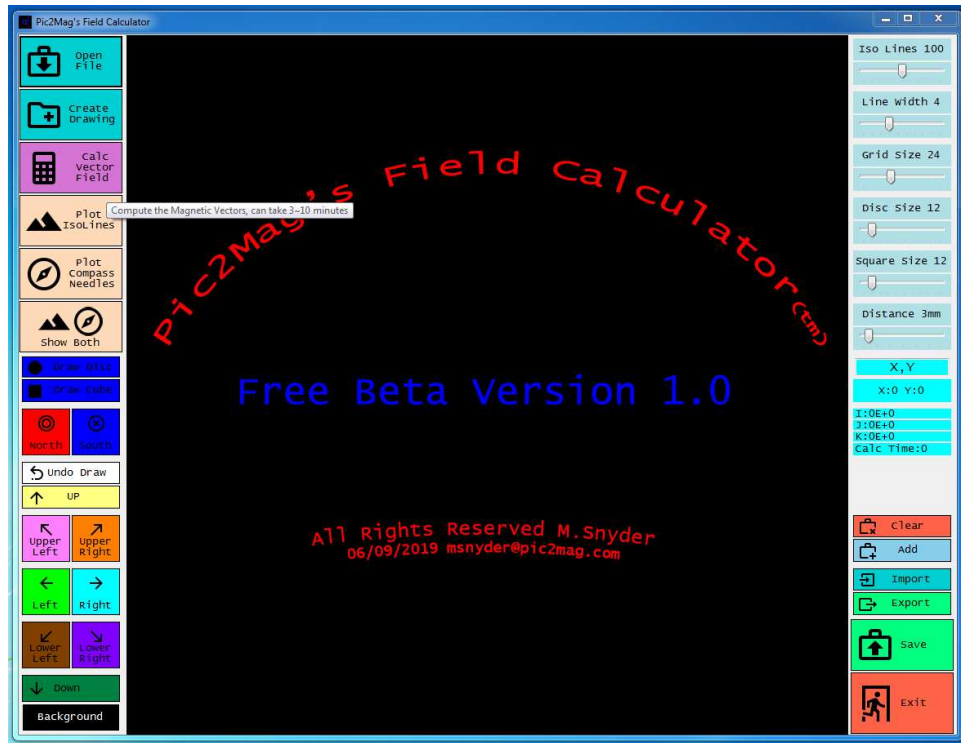 Pic2Mag's Field Calculator
Open
File
Create
Drawing
Calc
Vector
Field
Compute the Magnetic Vectors, can take 3~10 minutes
Plot
IsoLines
Plot
Compass
Needles
Show Both
Draw Disc
Draw Cube
North
South
Undo Draw
UP
Upper
Left
Upper
Right
Left
Right
Lower
Left
Lower
Right
Down
Background
Pic2Mag's Field Calculator(tm)
Free Beta Version 1.0
All Rights Reserved M.Snyder
06/09/2019 msnyder@pic2mag.com
Iso Lines 100
Line Width 4
Grid Size 24
Disc Size 12
Square Size 12
Distance 3mm
X,Y
X:0 Y:0
I:0E+0
J:0E+0
K:0E+0
Calc Time:0
Clear
Add
Import
Export
Save
Exit